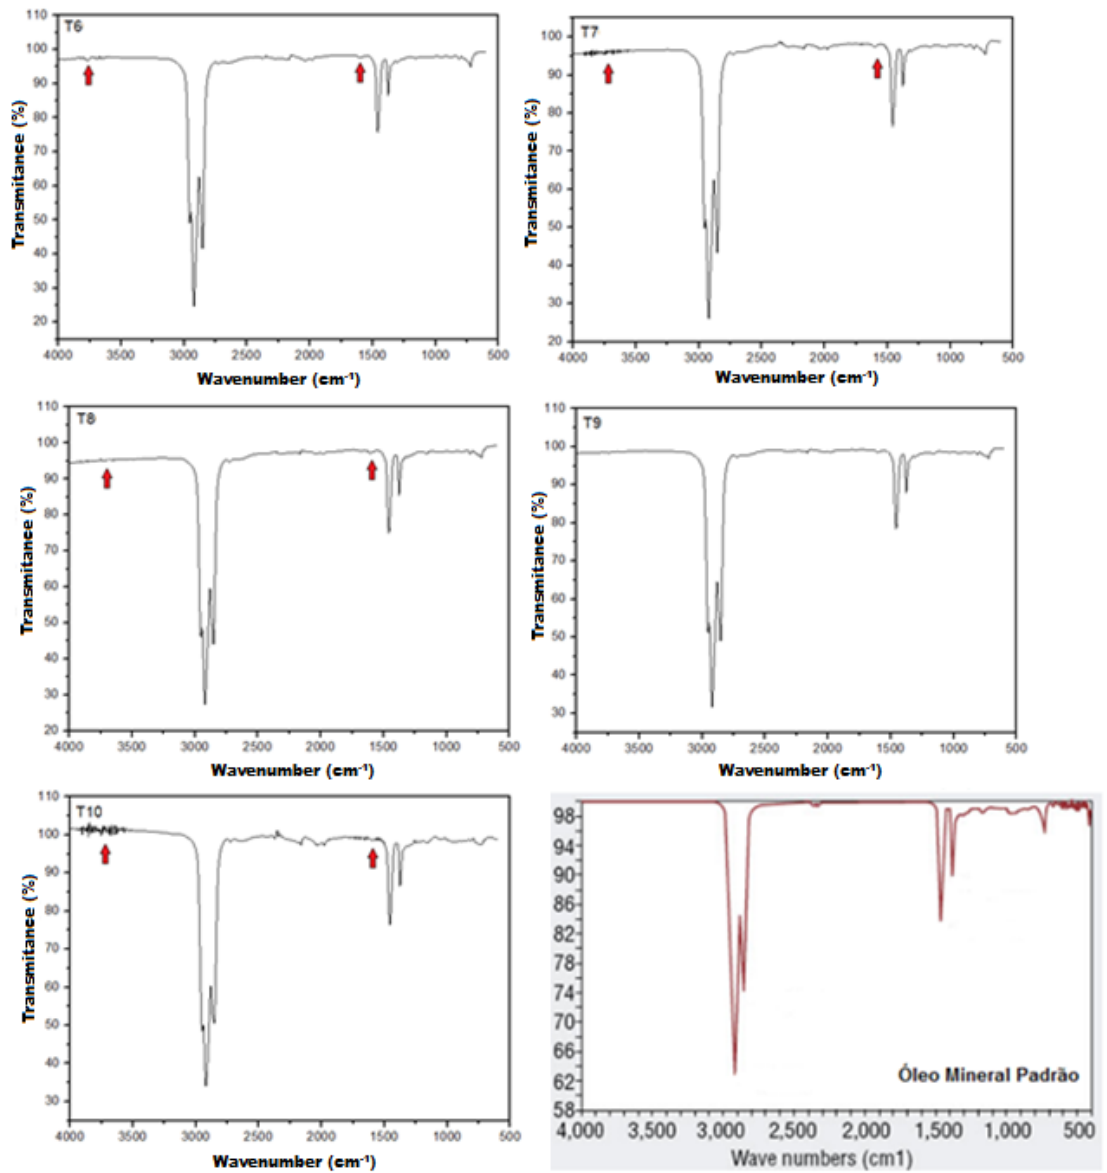 T6
Transmitance (%)
110
100
90
80
70
60
50
40
30
20
4000 3500 3000 2500 2000 1500 1000 500
Wavenumber (cm-1)
T7
Transmitance (%)
100
90
80
70
60
50
40
30
20
4000 3500 3000 2500 2000 1500 1000 500
Wavenumber (cm-1)
T8
Transmitance (%)
110
100
90
80
70
60
50
40
30
20
4000 3500 3000 2500 2000 1500 1000 500
Wavenumber (cm-1)
T9
Transmitance (%)
110
100
90
80
70
60
50
40
30
4000 3500 3000 2500 2000 1500 1000 500
Wavenumber (cm-1)
T10
Transmitance (%)
110
100
90
80
70
60
50
40
30
4000 3500 3000 2500 2000 1500 1000 500
Wavenumber (cm-1)
98
94
90
86
82
78
74
70
66
62
58
Óleo Mineral Padrão
4,000 3,500 3,000 2,500 2,000 1,500 1,000 500
Wave numbers (cm1)